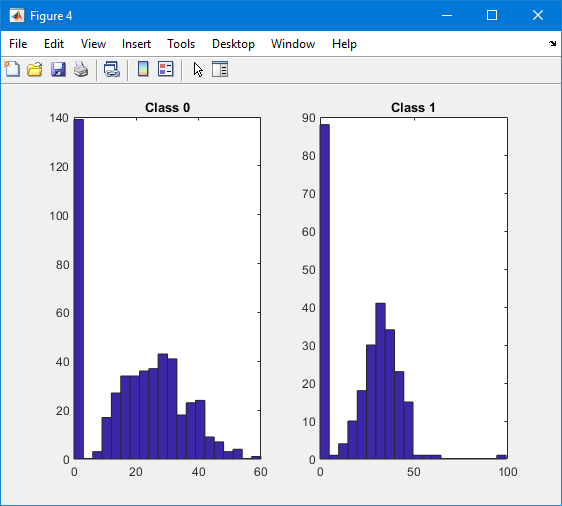 Figure 4
File Edit View Insert Tools Desktop Window Help
Class 0 Class 1
140 90
120 80
100 70
80 60
60 50
40 40
20 30
0 20
10
0
0 20 40 60 0 50 100